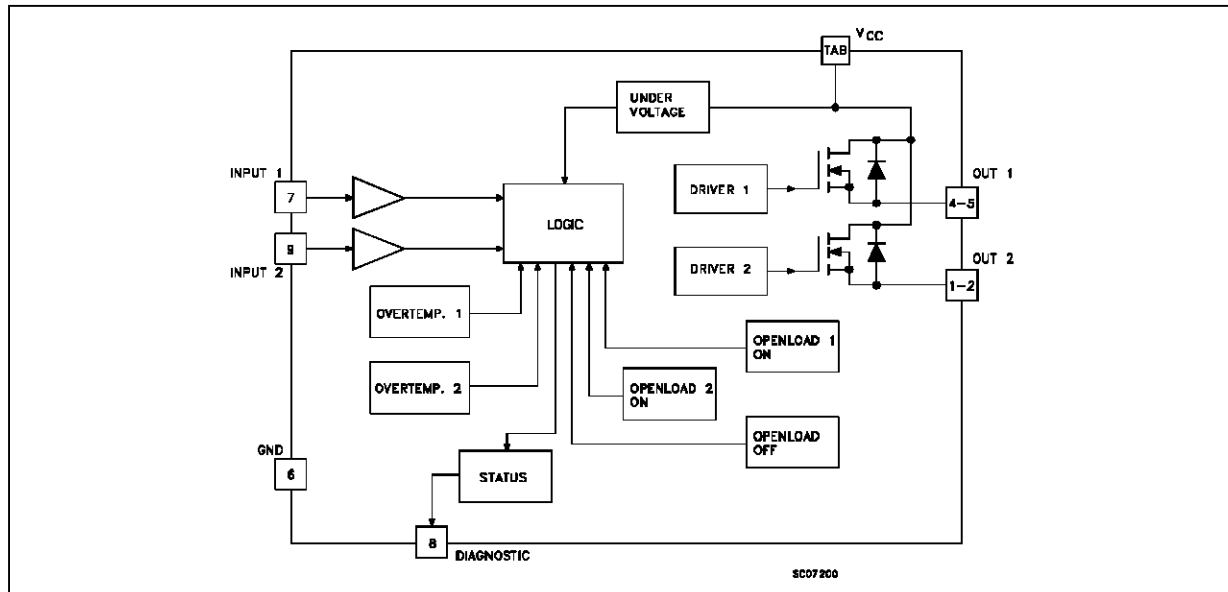 VCC
TAB
UNDER
VOLTAGE
INPUT 1
7
DRIVER 1
OUT 1
4-5
LOGIC
9
INPUT 2
DRIVER 2
OUT 2
1-2
OVERTEMP. 1
OPENLOAD 1
ON
OVERTEMP. 2
OPENLOAD 2
ON
OPENLOAD
OFF
GND
6
STATUS
8
DIAGNOSTIC
SC07200